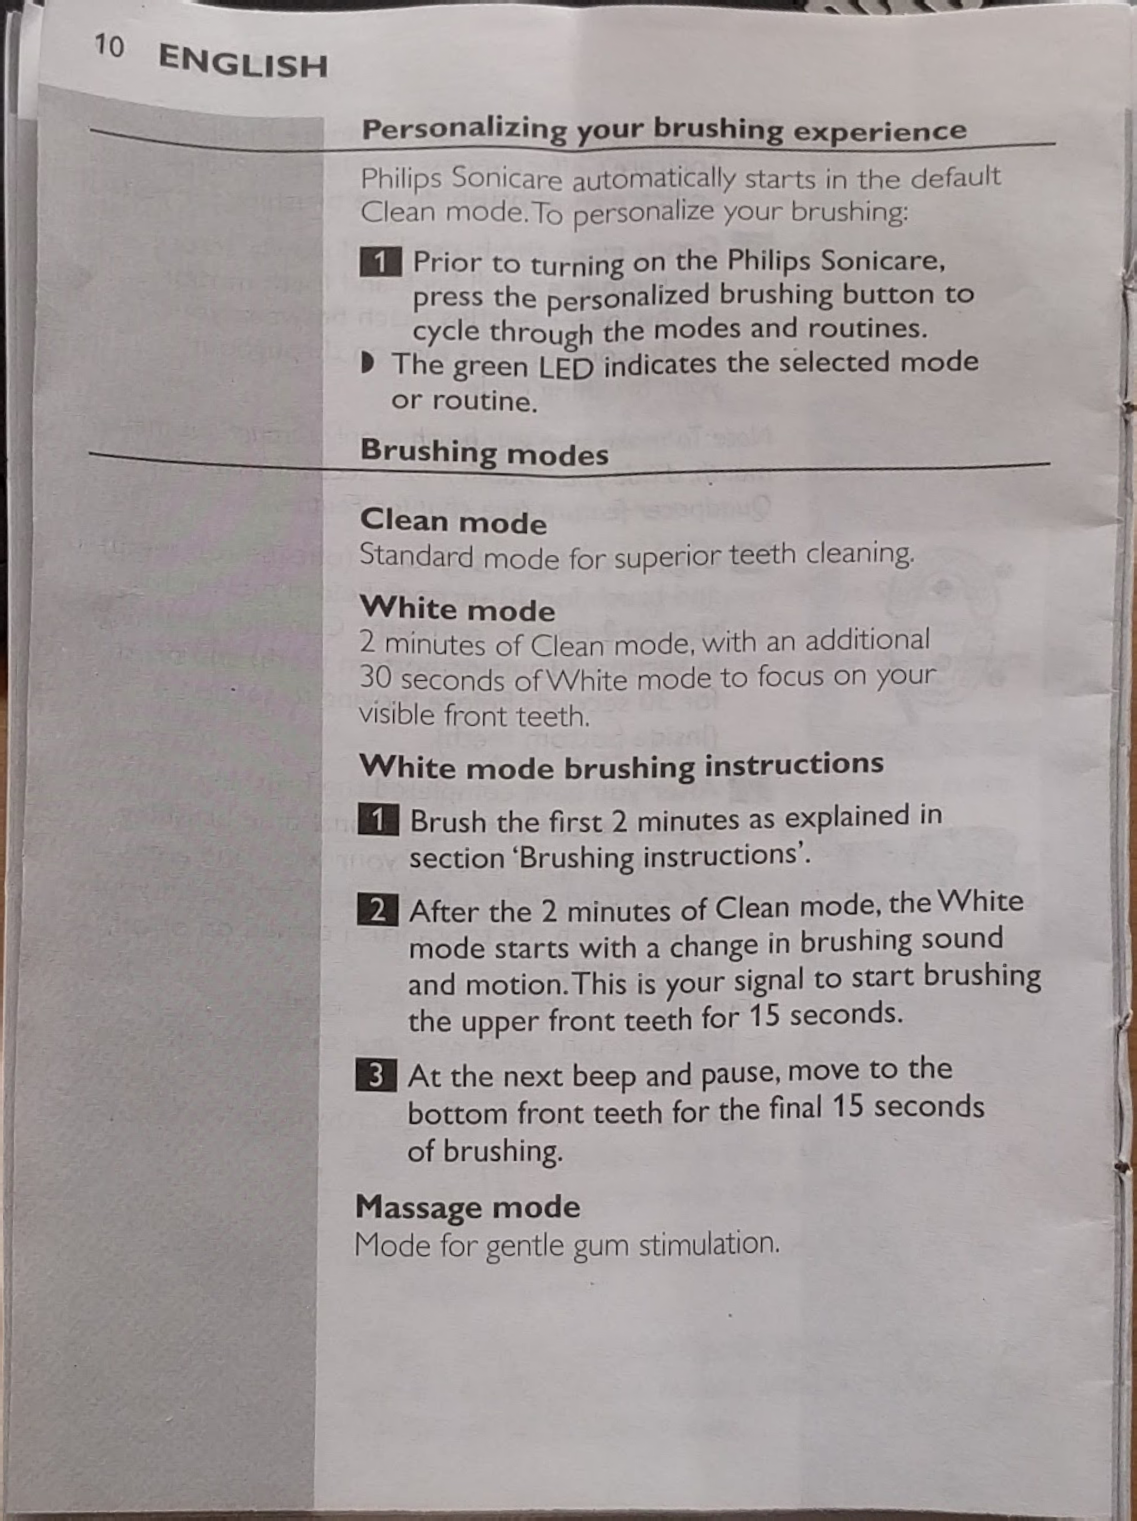 10 ENGLISH
Personalizing your brushing experience
Philips Sonicare automatically starts in the default
Clean mode. To personalize your brushing:
1 Prior to turning on the Philips Sonicare,
press the personalized brushing button to
cycle through the modes and routines.
◗ The green LED indicates the selected mode
or routine.
Brushing modes
Clean mode
Standard mode for superior teeth cleaning.
White mode
2 minutes of Clean mode, with an additional
30 seconds of White mode to focus on your
visible front teeth.
White mode brushing instructions
1 Brush the first 2 minutes as explained in
section ‘Brushing instructions’.
2 After the 2 minutes of Clean mode, the White
mode starts with a change in brushing sound
and motion. This is your signal to start brushing
the upper front teeth for 15 seconds.
3 At the next beep and pause, move to the
bottom front teeth for the final 15 seconds
of brushing.
Massage mode
Mode for gentle gum stimulation.